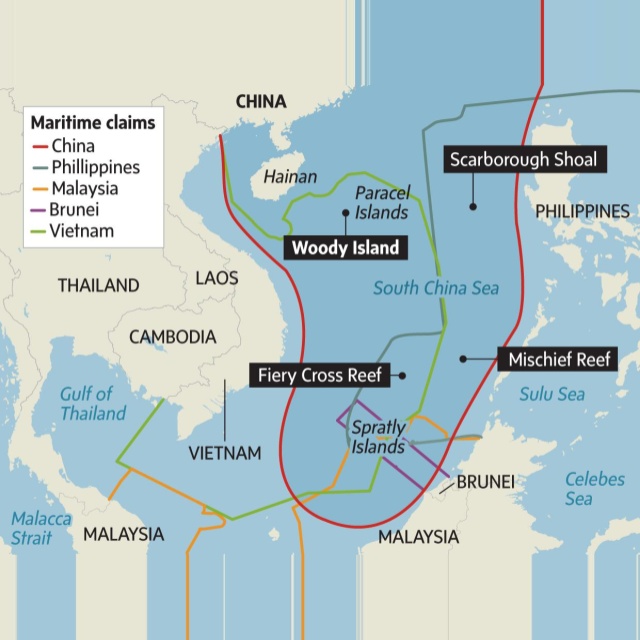 CHINA
Maritime claims
China
Phillippines
Malaysia
Brunei
Vietnam
Hainan
Paracel
Islands
Scarborough Shoal
PHILIPPINES
Woody Island
THAILAND
LAOS
South China Sea
CAMBODIA
Fiery Cross Reef
Mischief Reef
Gulf of
Thailand
Sulu Sea
Spratly
Islands
VIETNAM
BRUNEI
Celebes
Sea
Malacca
Strait
MALAYSIA
MALAYSIA